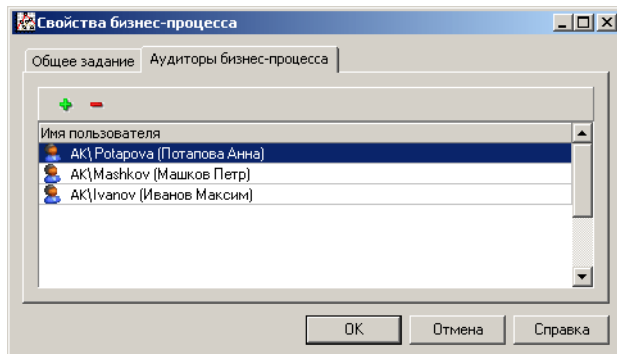 Свойства бизнес-процесса
Общее задание Аудиторы бизнес-процесса
Имя пользователя
AK\Potapova (Потапова Анна)
AK\Mashkov (Машков Петр)
AK\Ivanov (Иванов Максим)
OK Отмена Справка